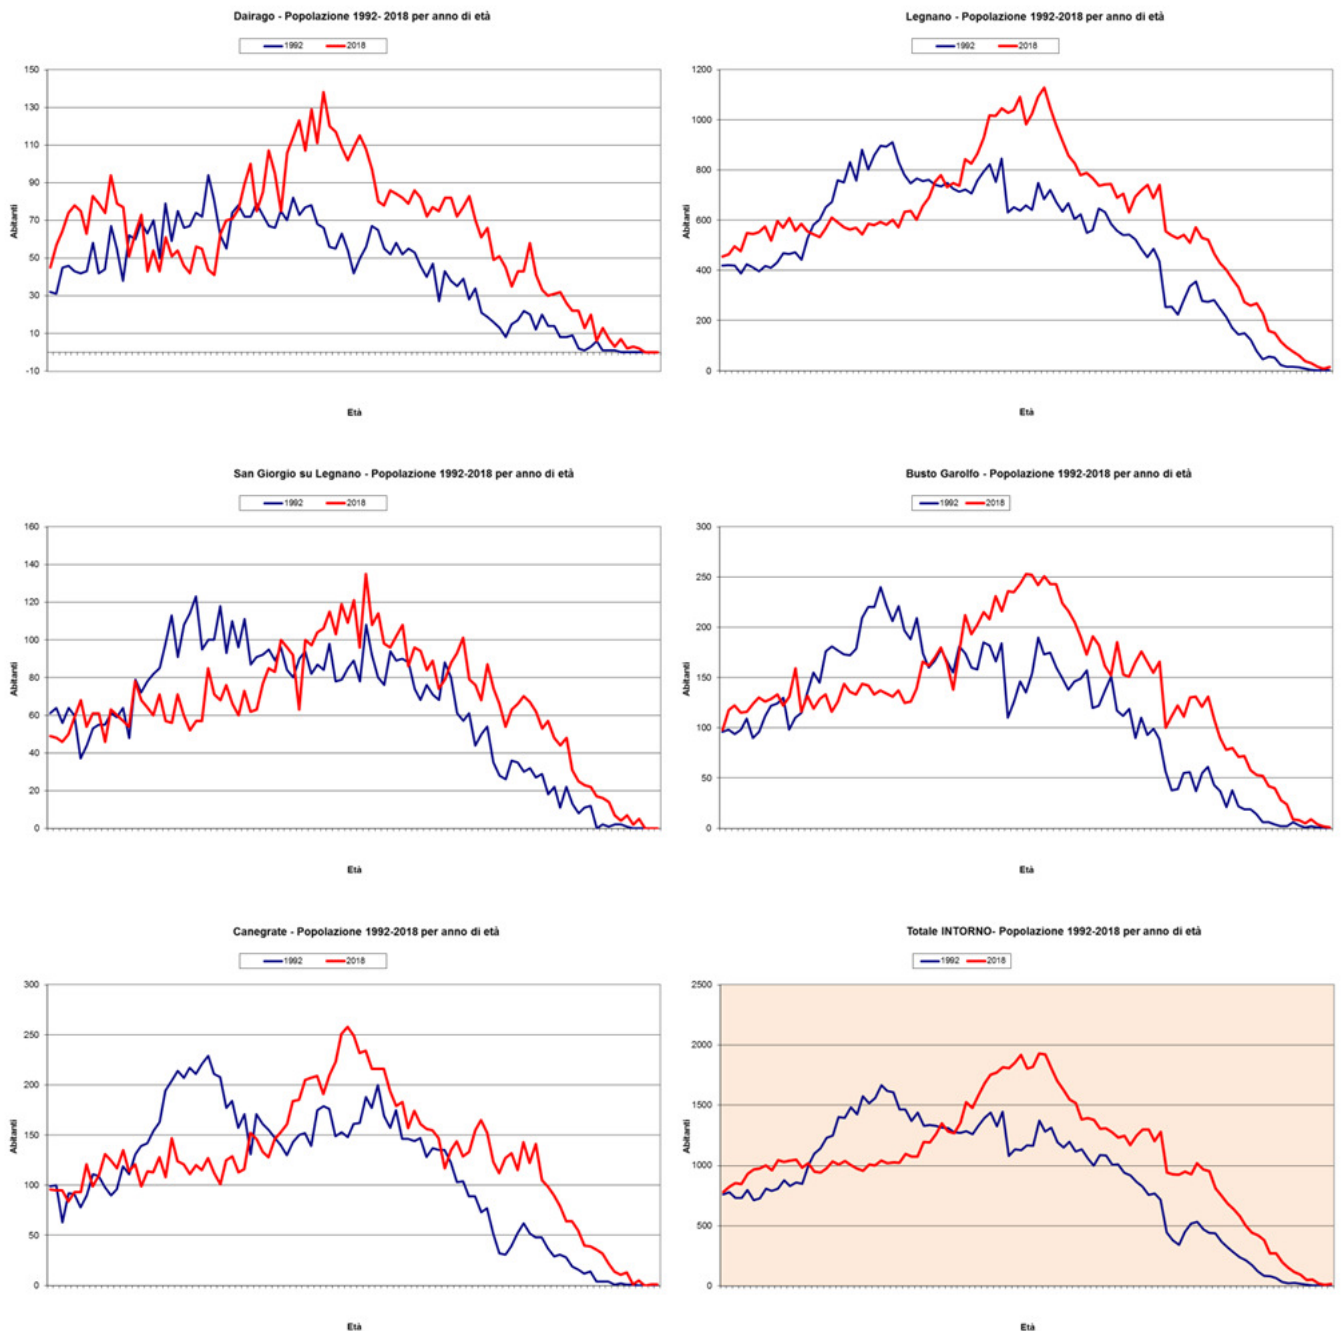 Dairago - Popolazione 1992- 2018 per anno di età
1992 2018
150
130
110
90
70
50
30
10
-10
Abitanti
Età
Legnano - Popolazione 1992-2018 per anno di età
1992 2018
1200
1000
800
600
400
200
0
Abitanti
Età
San Giorgio su Legnano - Popolazione 1992-2018 per anno di età
1992 2018
160
140
120
100
80
60
40
20
0
Abitanti
Età
Busto Garolfo - Popolazione 1992-2018 per anno di età
1992 2018
300
250
200
150
100
50
0
Abitanti
Età
Canegrate - Popolazione 1992-2018 per anno di età
1992 2018
300
250
200
150
100
50
0
Abitanti
Età
Totale INTORNO- Popolazione 1992-2018 per anno di età
1992 2018
2500
2000
1500
1000
500
0
Abitanti
Età